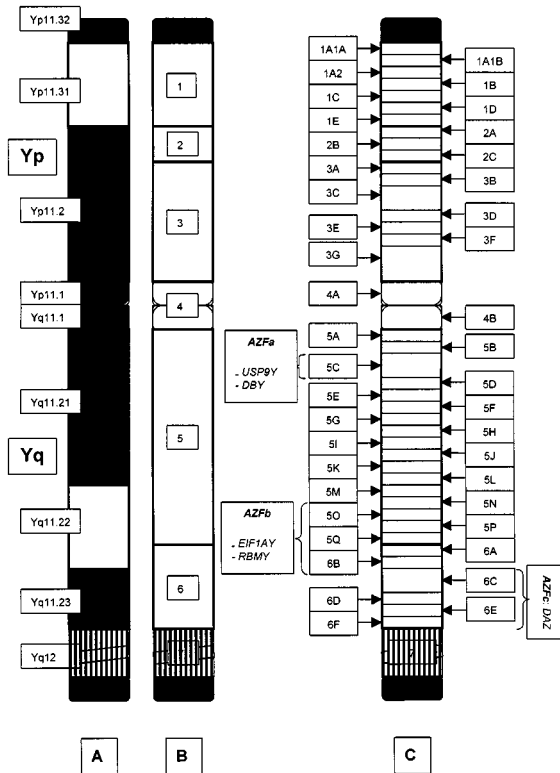 Yp11.32
Yp11.31
Yp
Yp11.2
Yp11.1
Yq11.1
Yq11.21
Yq
Yq11.22
Yq11.23
Yq12
A
1
2
3
4
5
6
B
1A1A
1A2
1C
1E
2B
3A
3C
3E
3G
4A
5A
5C
5E
5G
5I
5K
5M
5O
5Q
6B
6D
6F
AZFa
- USP9Y
- DBY
AZFb
- EIF1AY
- RBMY
1A1B
1B
1D
2A
2C
3B
3D
3F
4B
5B
5D
5F
5H
5J
5L
5N
5P
6A
6C
6E
AZFc: DAZ
7
C